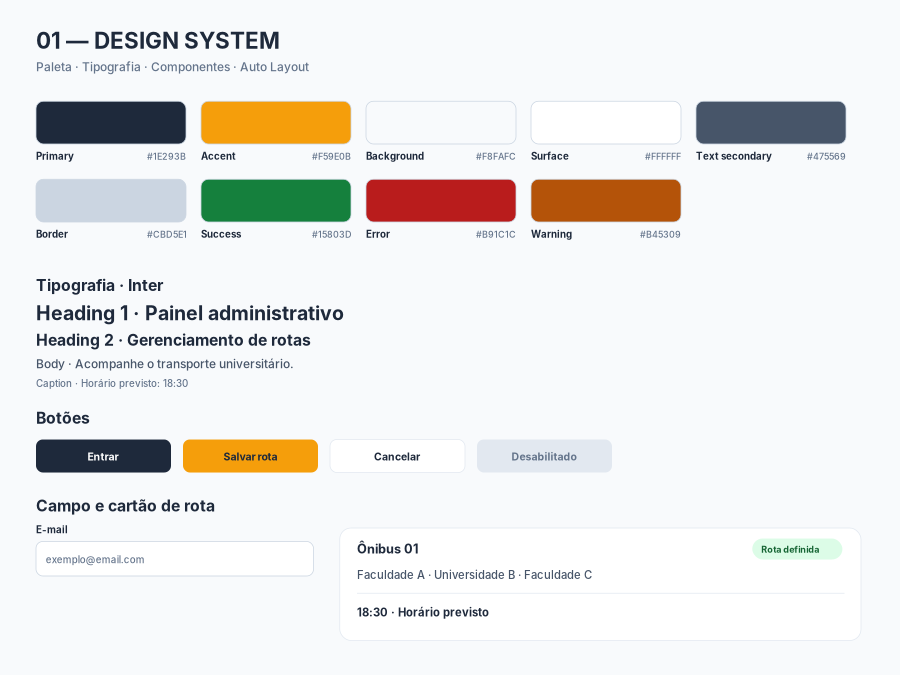 01 — DESIGN SYSTEM
Paleta · Tipografia · Componentes · Auto Layout
Primary #1E293B Accent #F59E0B Background #F8FAFC Surface #FFFFFF Text secondary #475569
Border #CBD5E1 Success #15803D Error #B91C1C Warning #B45309
Tipografia · Inter
Heading 1 · Painel administrativo
Heading 2 · Gerenciamento de rotas
Body · Acompanhe o transporte universitário.
Caption · Horário previsto: 18:30
Botões
Entrar Salvar rota Cancelar Desabilitado
Campo e cartão de rota
E-mail
exemplo@email.com
Ônibus 01 Rota definida
Faculdade A · Universidade B · Faculdade C
18:30 · Horário previsto